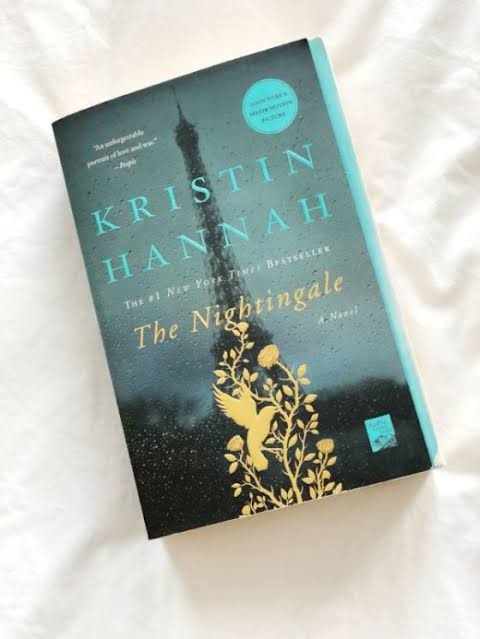 "An unforgettable
portrait of love and war."
—People
SOON TO BE A
MAJOR MOTION
PICTURE
KRISTIN
HANNAH
THE #1 NEW YORK TIMES BESTSELLER
The Nightingale
A Novel